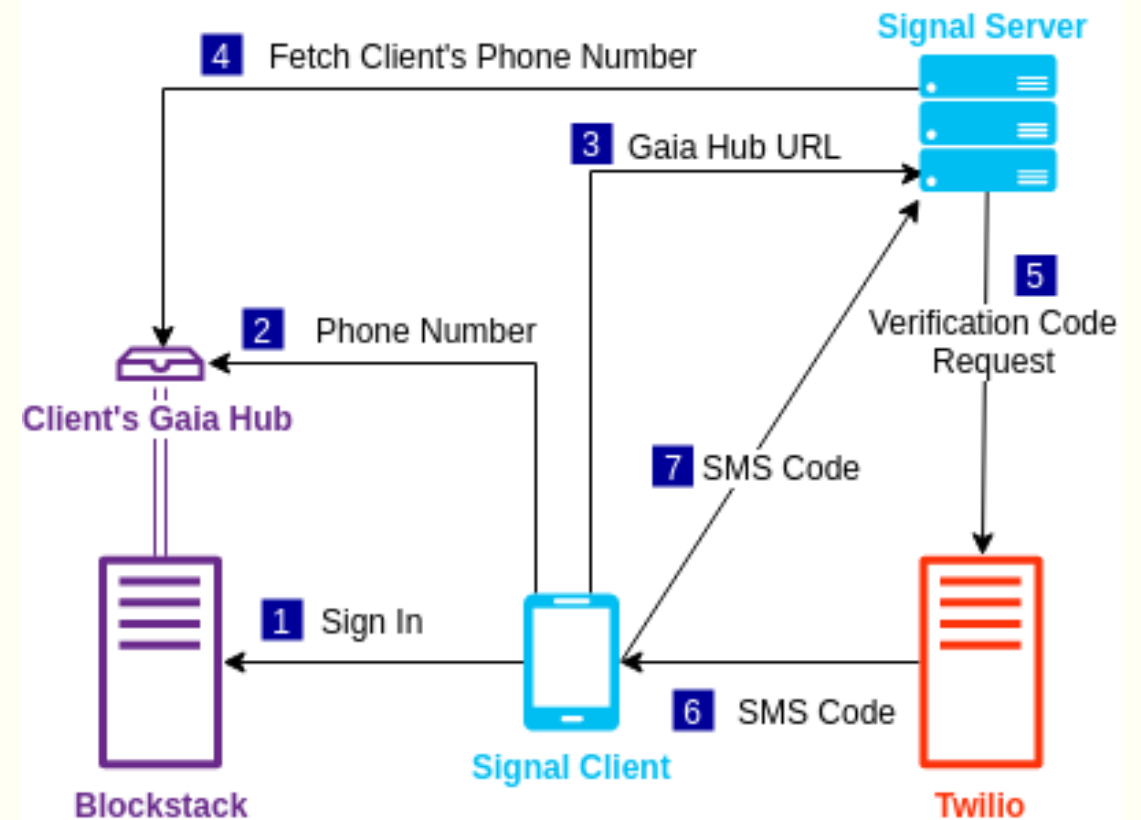 Signal Server
4 Fetch Client's Phone Number
3 Gaia Hub URL
5
Verification Code
Request
2 Phone Number
Client's Gaia Hub
7 SMS Code
1 Sign In
6 SMS Code
Signal Client
Blockstack
Twilio